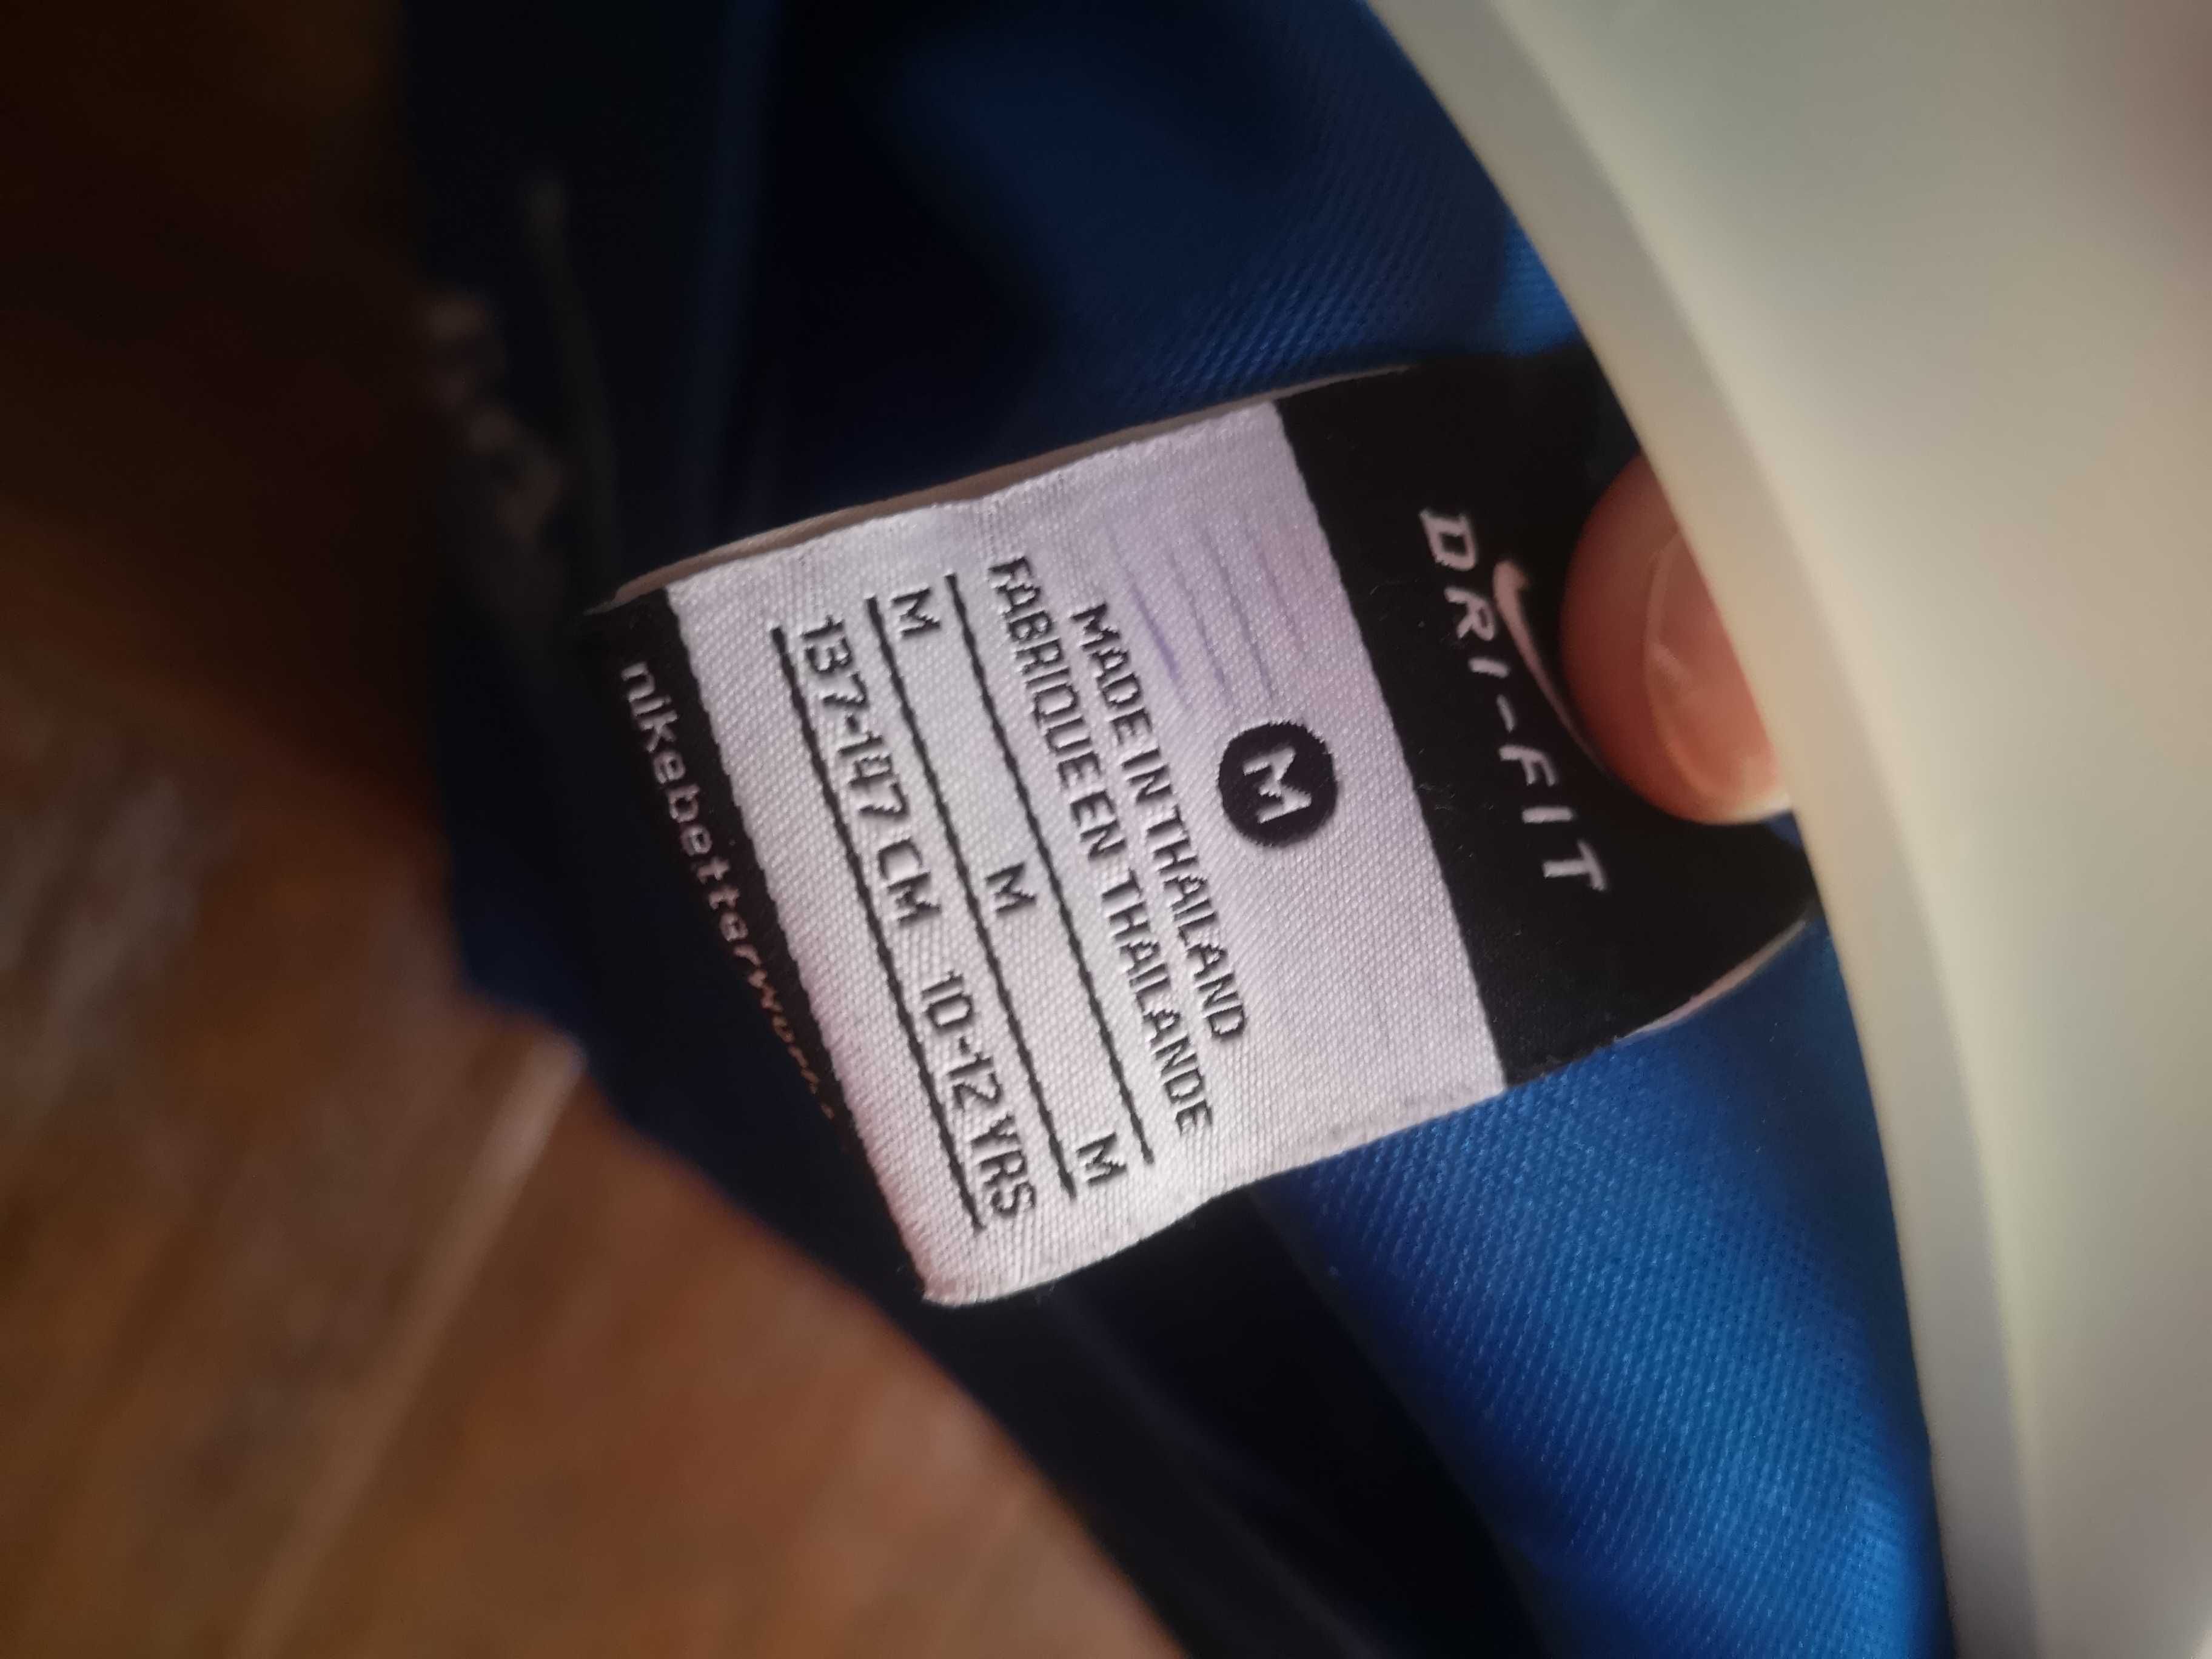 DRI-FIT
M
MADE IN THAILAND
FABRIQUE EN THAILANDE
M M M
137-147 CM 10-12 YRS